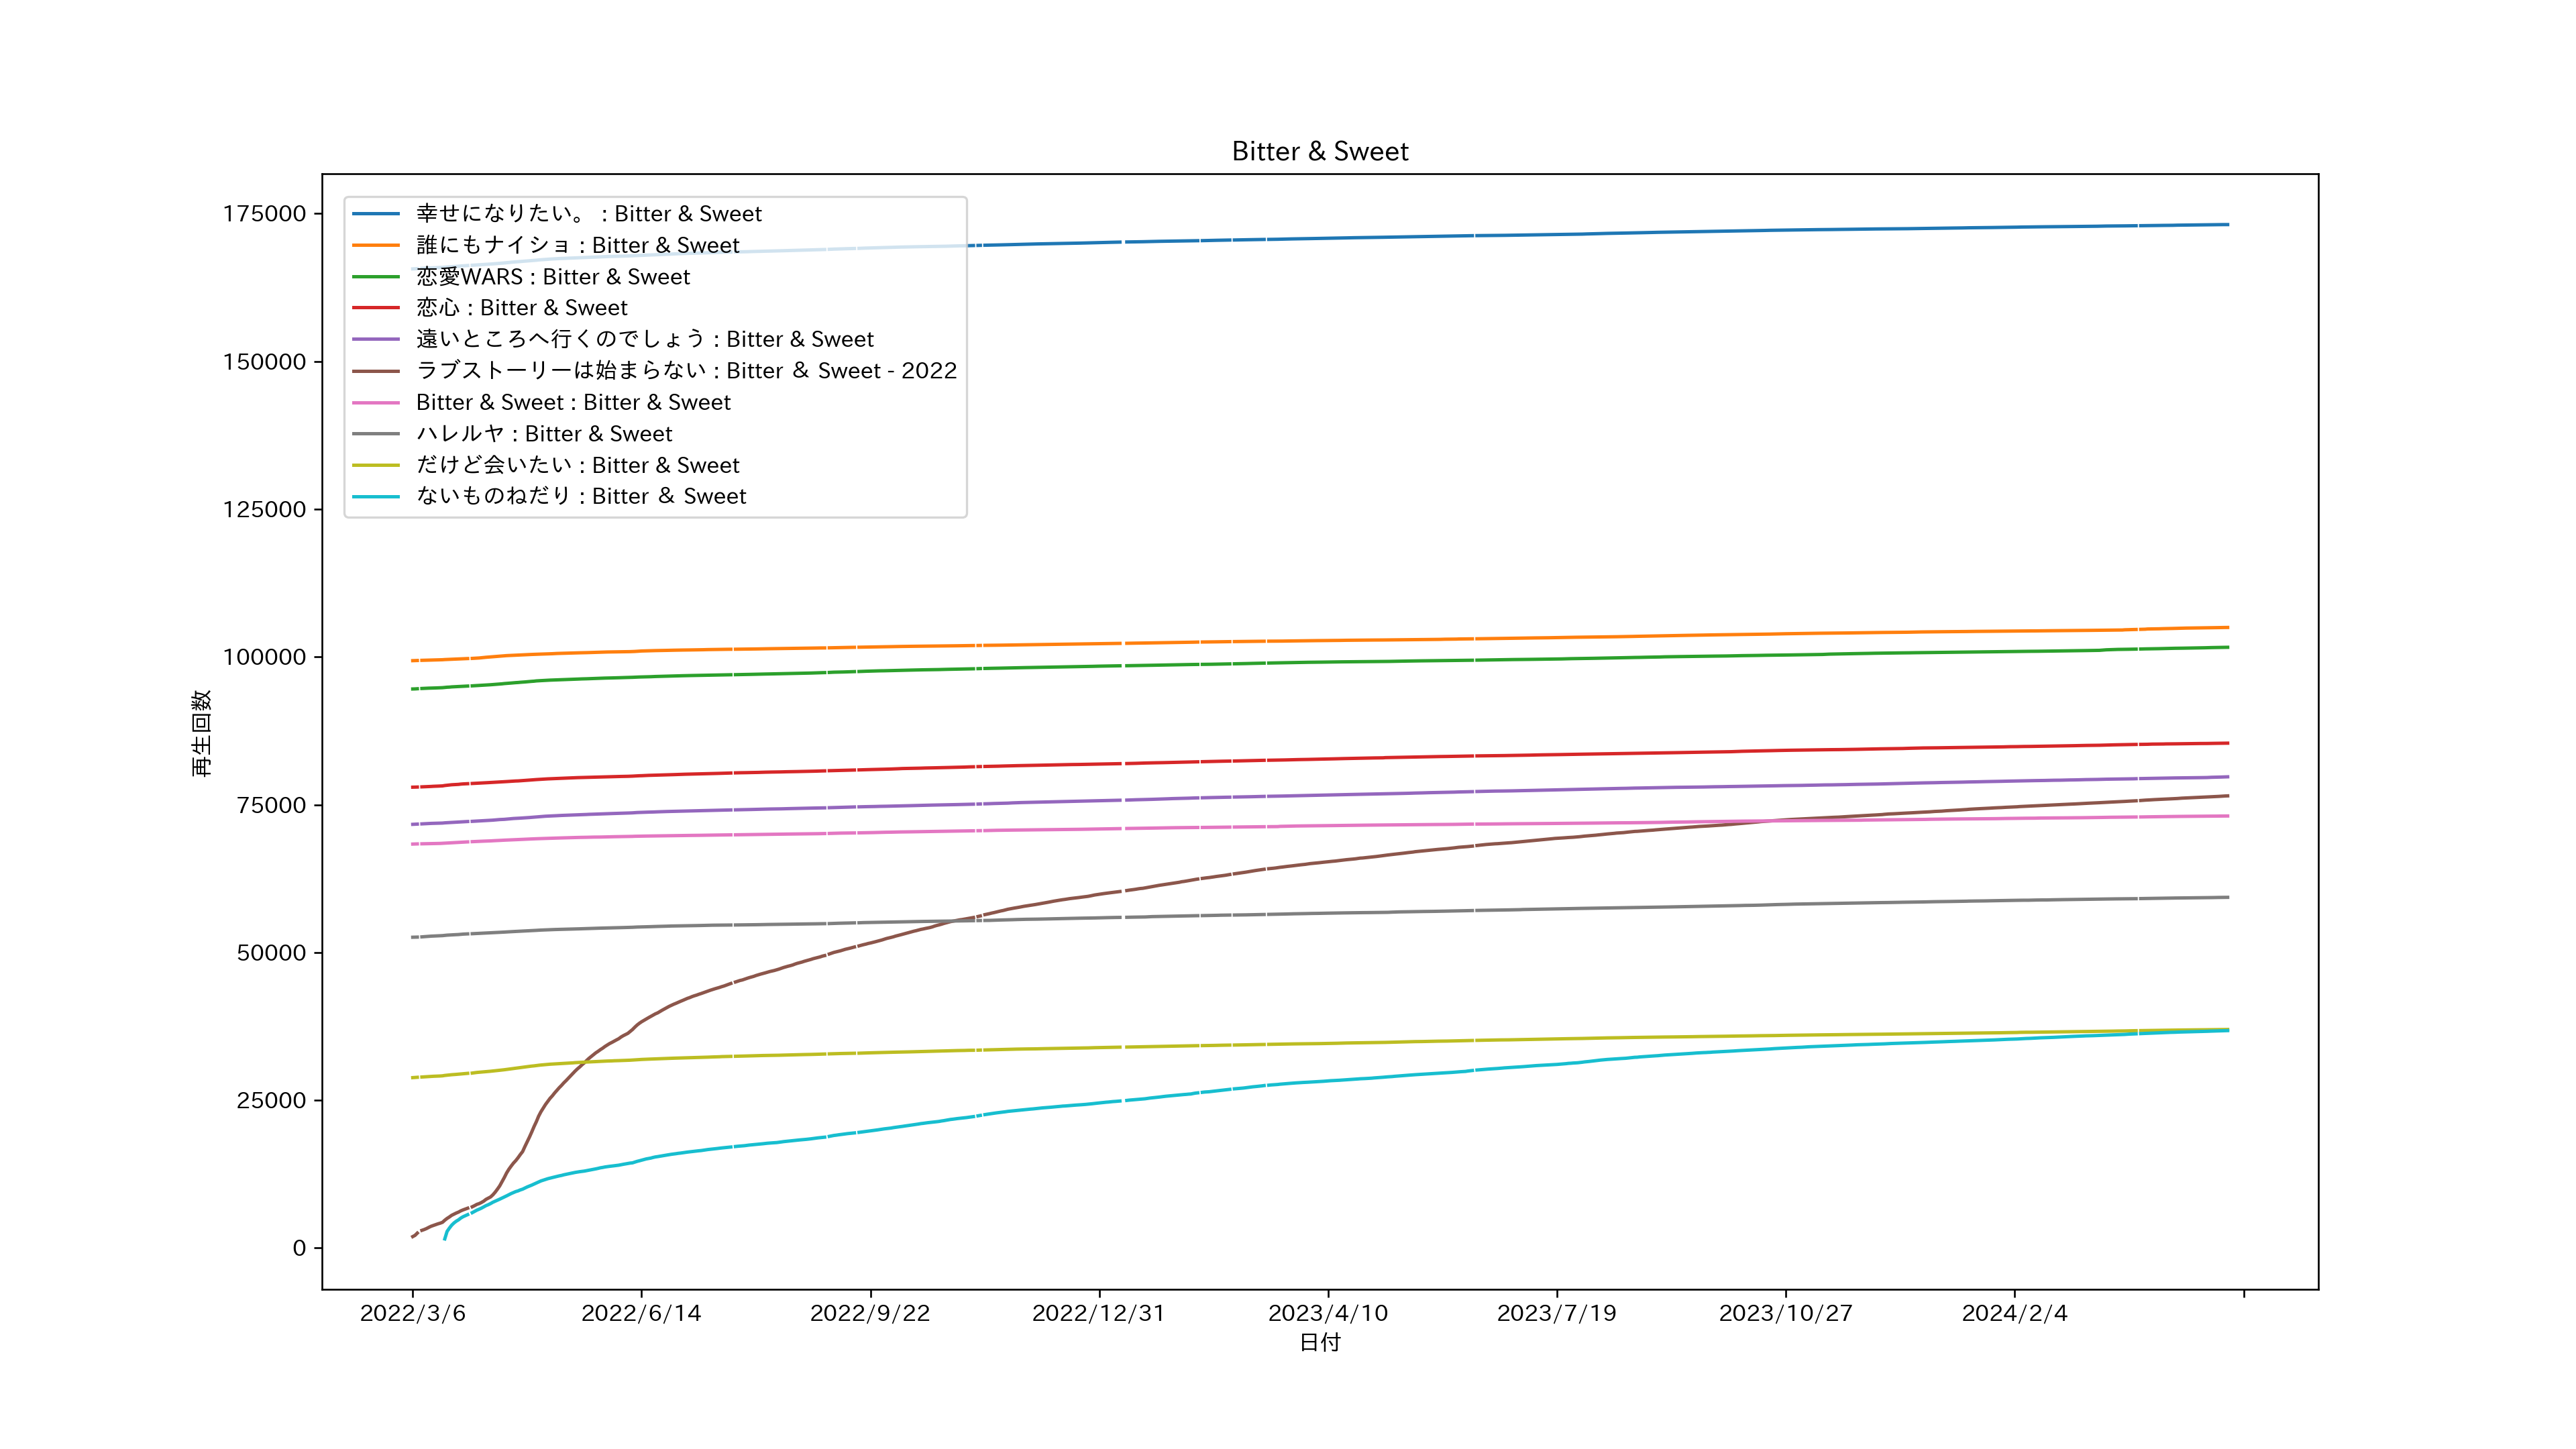 Bitter & Sweet
175000
150000
125000
100000
75000
50000
25000
0
再生回数
幸せになりたい。 : Bitter & Sweet
誰にもナイショ : Bitter & Sweet
恋愛WARS : Bitter & Sweet
恋心 : Bitter & Sweet
遠いところへ行くのでしょう : Bitter & Sweet
ラブストーリーは始まらない : Bitter ＆ Sweet - 2022
Bitter & Sweet : Bitter & Sweet
ハレルヤ : Bitter & Sweet
だけど会いたい : Bitter & Sweet
ないものねだり : Bitter ＆ Sweet
2022/3/6 2022/6/14 2022/9/22 2022/12/31 2023/4/10 2023/7/19 2023/10/27 2024/2/4
日付